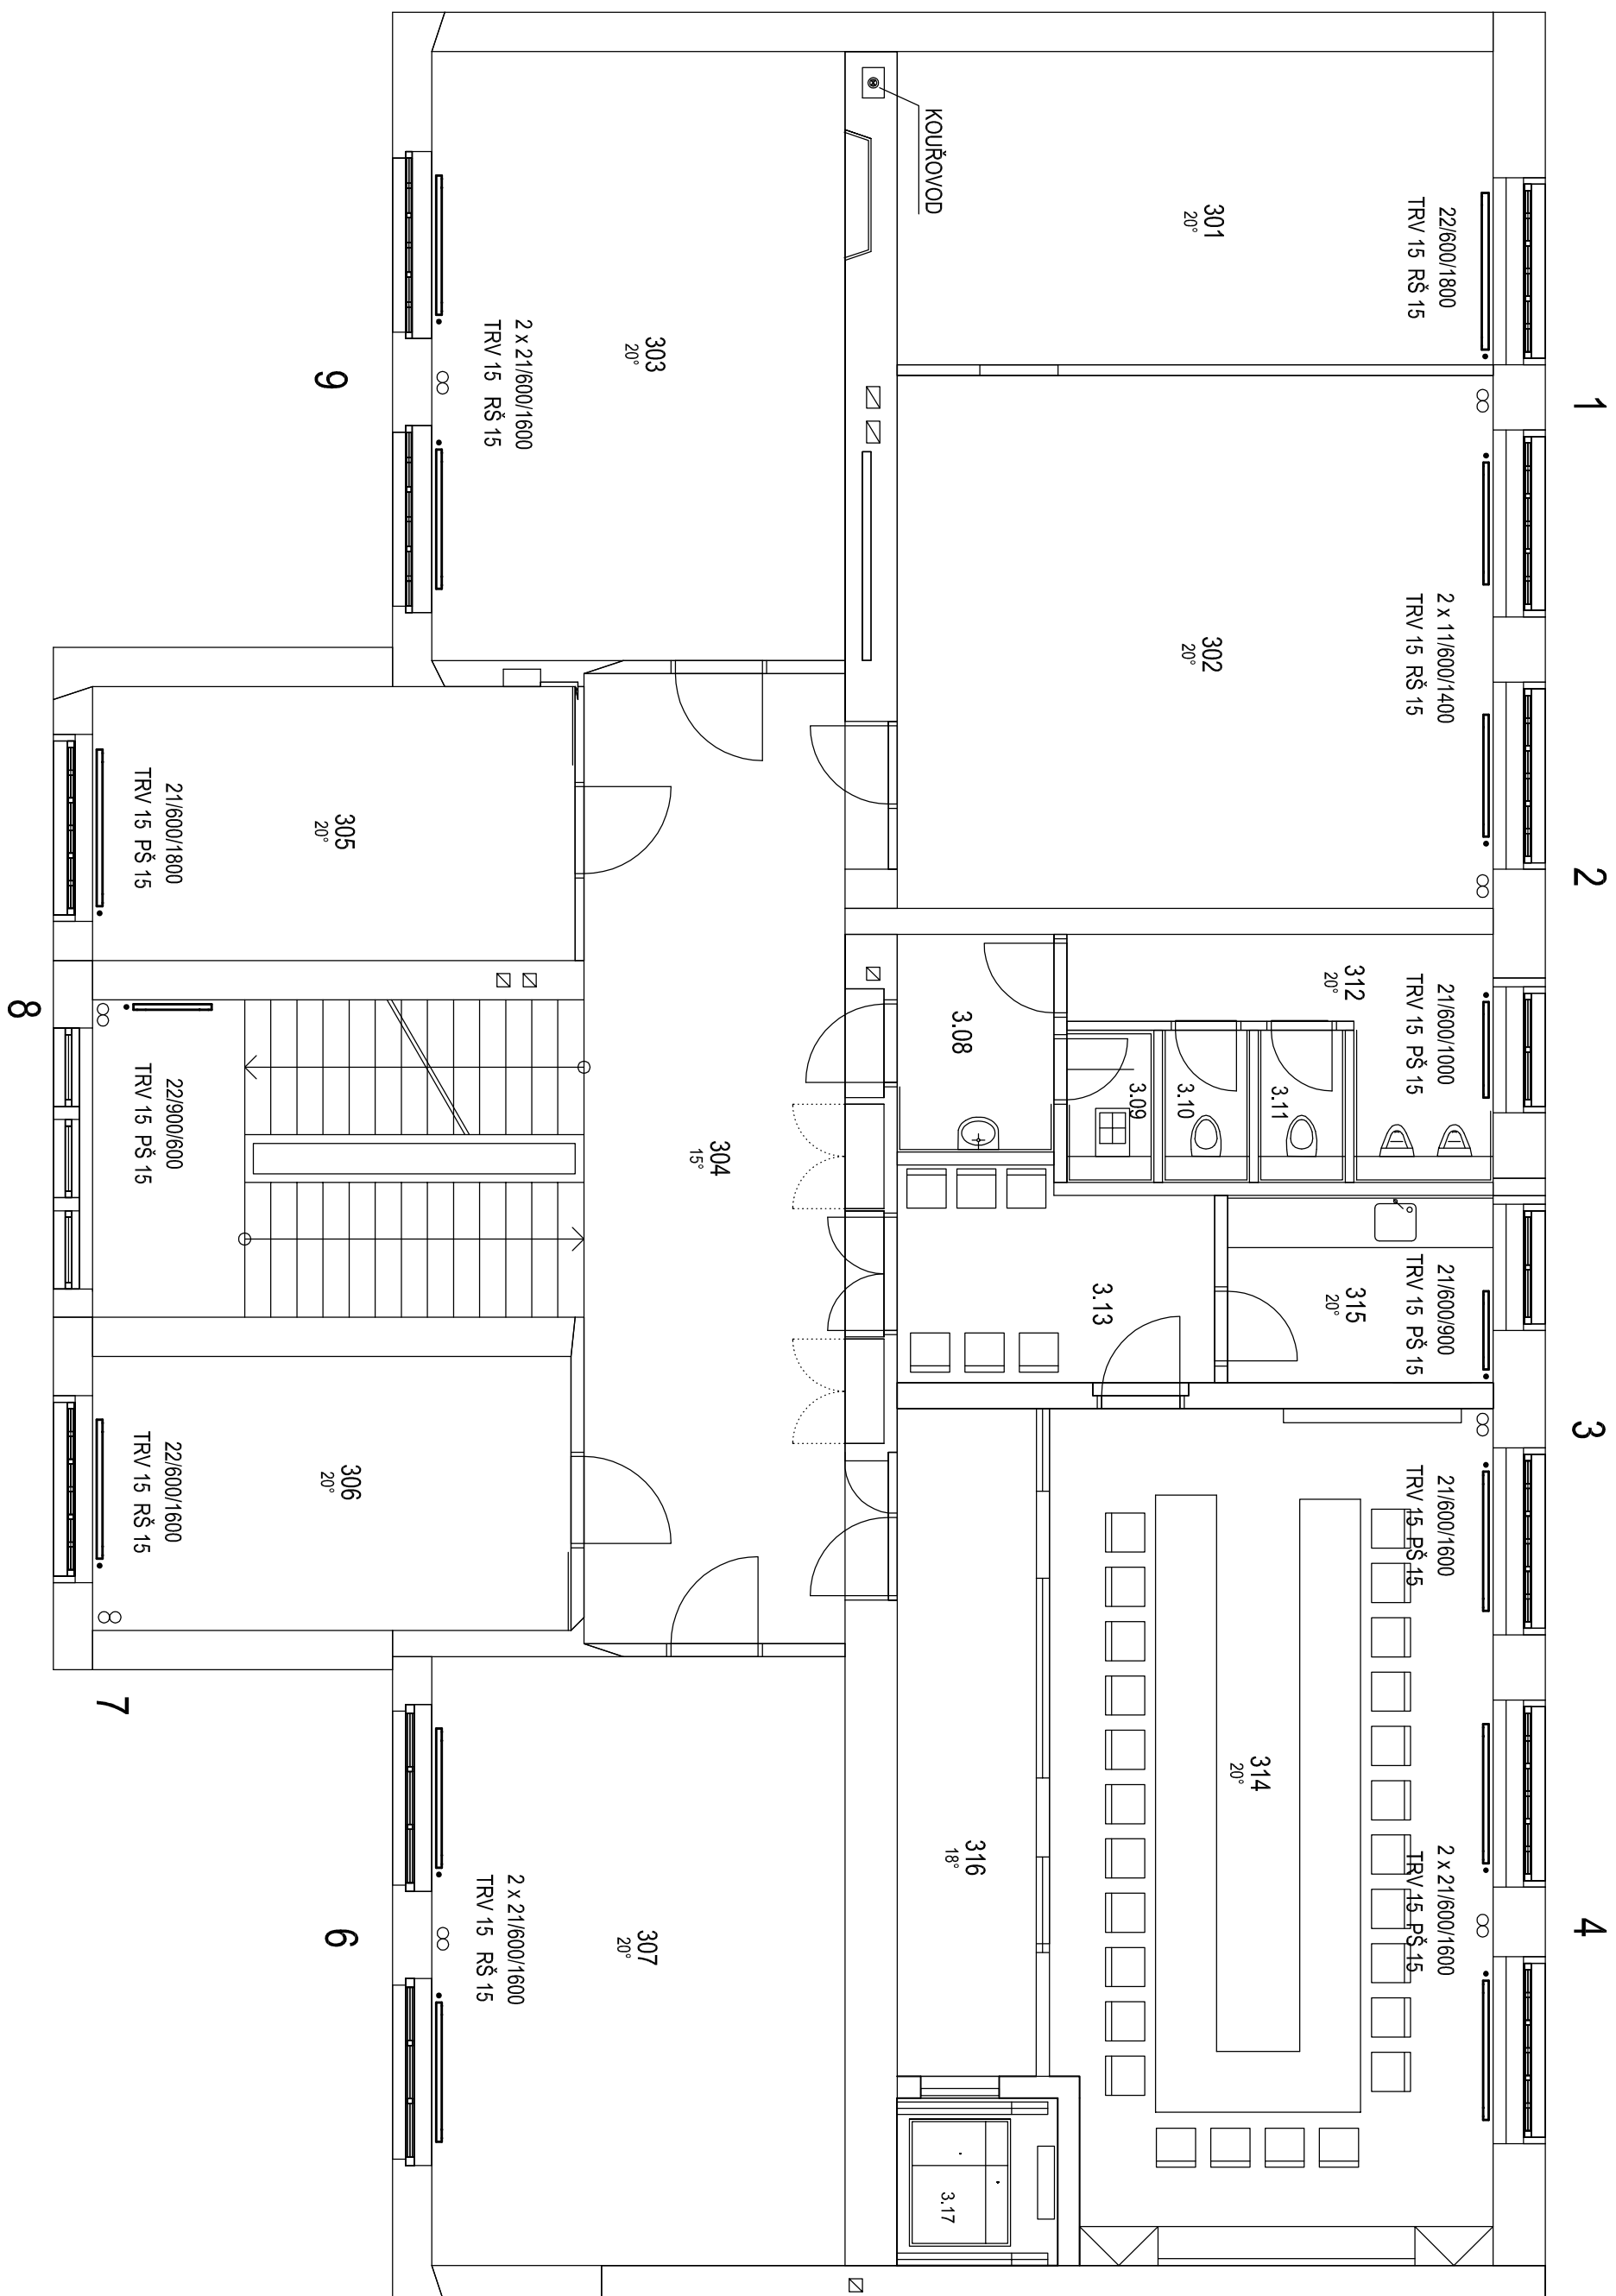 1
2
3
4
22/600/1800
TRV 15 RŠ 15
2 x 11/600/1400
TRV 15 RŠ 15
21/600/1000
TRV 15 PŠ 15
21/600/900
TRV 15 PŠ 15
21/600/1600
TRV 15 PŠ 15
2 x 21/600/1600
TRV 15 PŠ 15
301
20°
302
20°
312
20°
3.11
3.10
3.09
3.08
315
20°
3.13
314
20°
316
18°
3.17
KOUŘOVOD
304
15°
303
20°
2 x 21/600/1600
TRV 15 RŠ 15
307
20°
2 x 21/600/1600
TRV 15 RŠ 15
305
20°
21/600/1800
TRV 15 PŠ 15
22/900/600
TRV 15 PŠ 15
306
20°
22/600/1600
TRV 15 RŠ 15
9
8
7
6